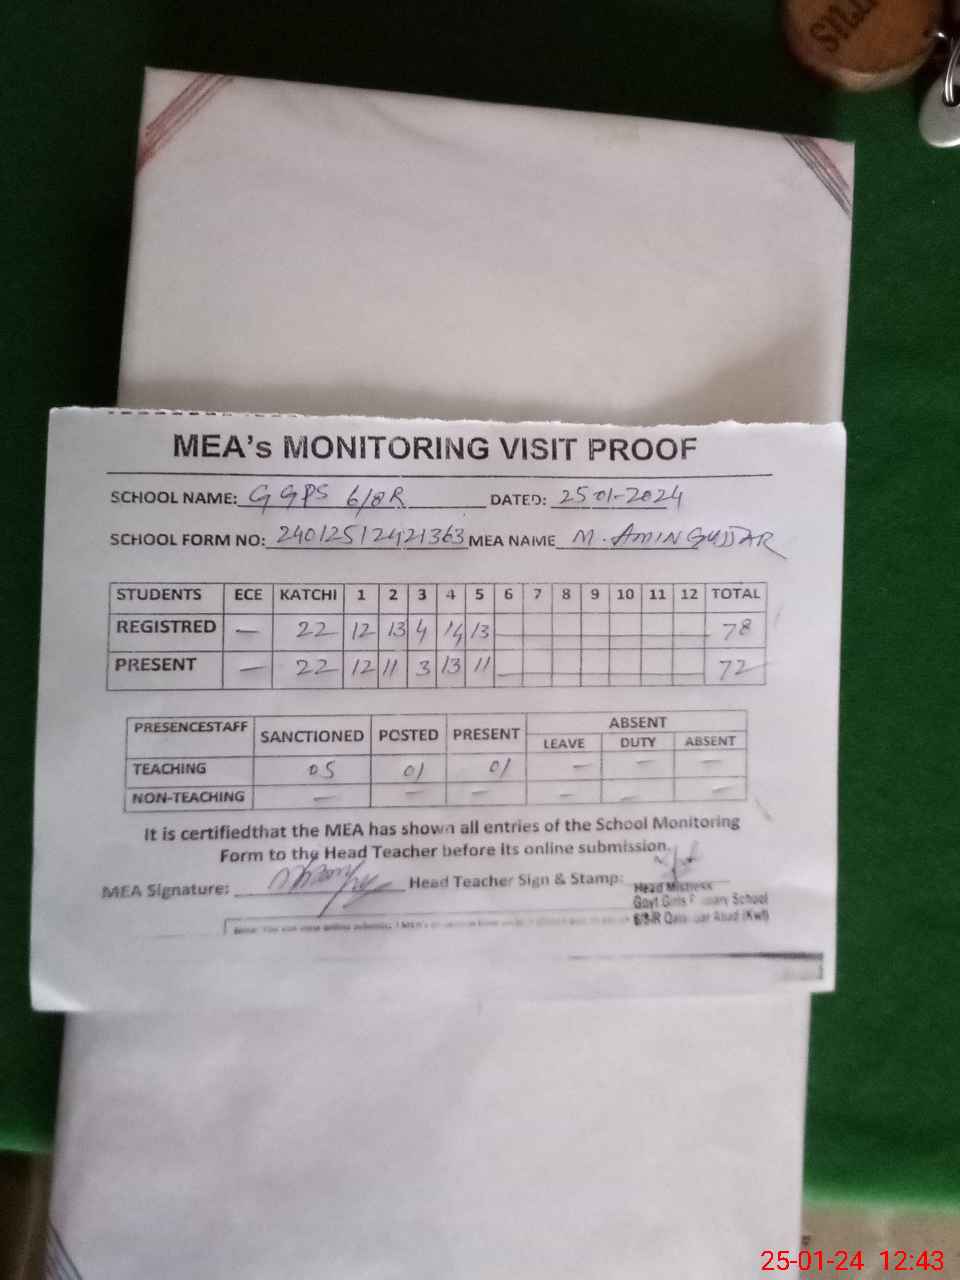 MEA's MONITORING VISIT PROOF
SCHOOL NAME: GGPS 6/8R DATED: 25-01-2024
SCHOOL FORM NO: 24012512421363 MEA NAME M. AMIN GUJJAR
STUDENTS ECE KATCHI 1 2 3 4 5 6 7 8 9 10 11 12 TOTAL
REGISTRED — 22 12 13 4 14 13 78
PRESENT — 22 12 11 3 13 11 72
PRESENCESTAFF SANCTIONED POSTED PRESENT ABSENT
LEAVE DUTY ABSENT
TEACHING 05 01 01 — — —
NON-TEACHING — — — — — —
It is certifiedthat the MEA has shown all entries of the School Monitoring
Form to the Head Teacher before its online submission.
MEA Signature: Head Teacher Sign & Stamp:
Head Mistress
Govt Girls Primary School
6/8-R (Kwl)
25-01-24 12:43